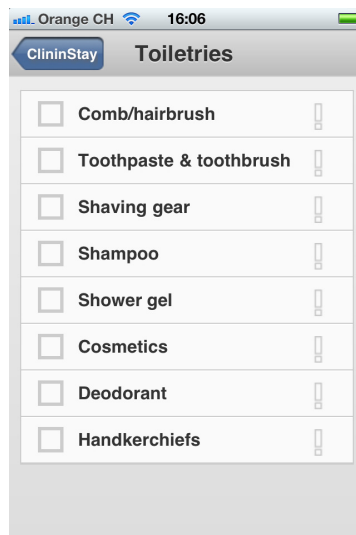 Orange CH 16:06
ClininStay Toiletries
Comb/hairbrush
Toothpaste & toothbrush
Shaving gear
Shampoo
Shower gel
Cosmetics
Deodorant
Handkerchiefs